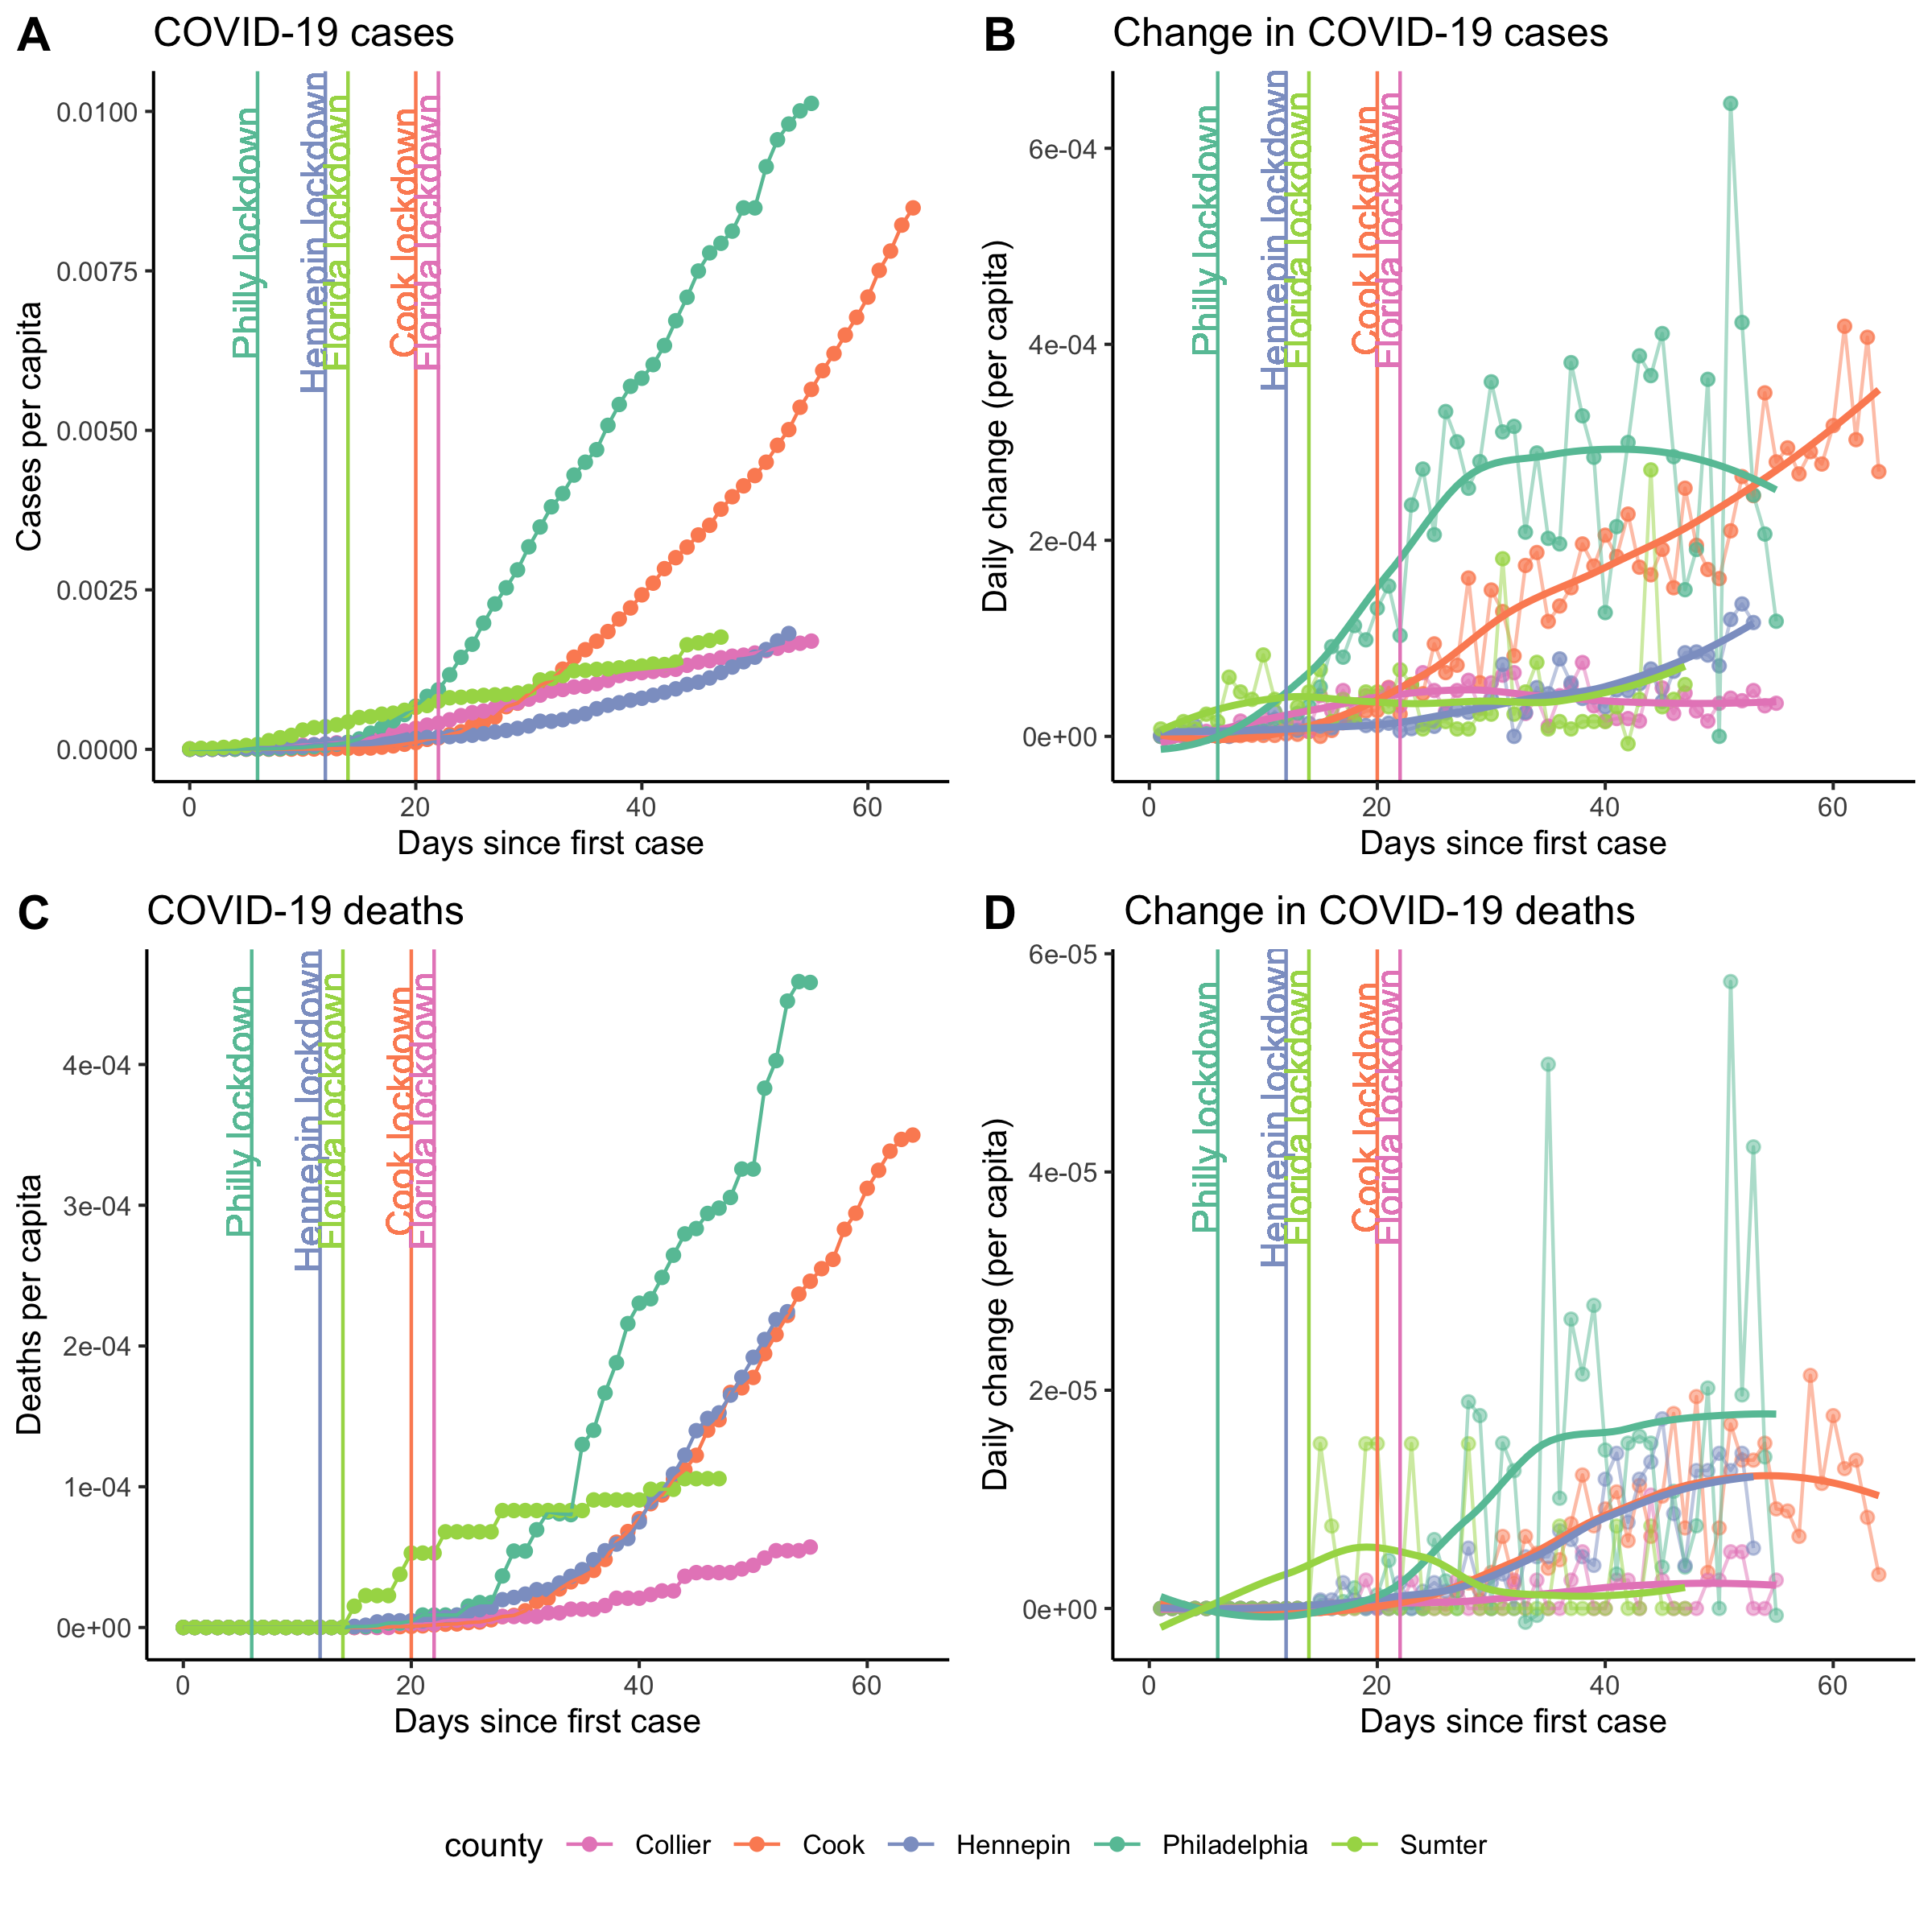 A COVID-19 cases
Cases per capita
0.0100
0.0075
0.0050
0.0025
0.0000
Philly lockdown
Hennepin lockdown
Florida lockdown
Cook lockdown
Florida lockdown
0 20 40 60
Days since first case
B Change in COVID-19 cases
Daily change (per capita)
6e-04
4e-04
2e-04
0e+00
Philly lockdown
Hennepin lockdown
Florida lockdown
Cook lockdown
Florida lockdown
0 20 40 60
Days since first case
C COVID-19 deaths
Deaths per capita
4e-04
3e-04
2e-04
1e-04
0e+00
Philly lockdown
Hennepin lockdown
Florida lockdown
Cook lockdown
Florida lockdown
0 20 40 60
Days since first case
D Change in COVID-19 deaths
Daily change (per capita)
6e-05
4e-05
2e-05
0e+00
Philly lockdown
Hennepin lockdown
Florida lockdown
Cook lockdown
Florida lockdown
0 20 40 60
Days since first case
county Collier Cook Hennepin Philadelphia Sumter